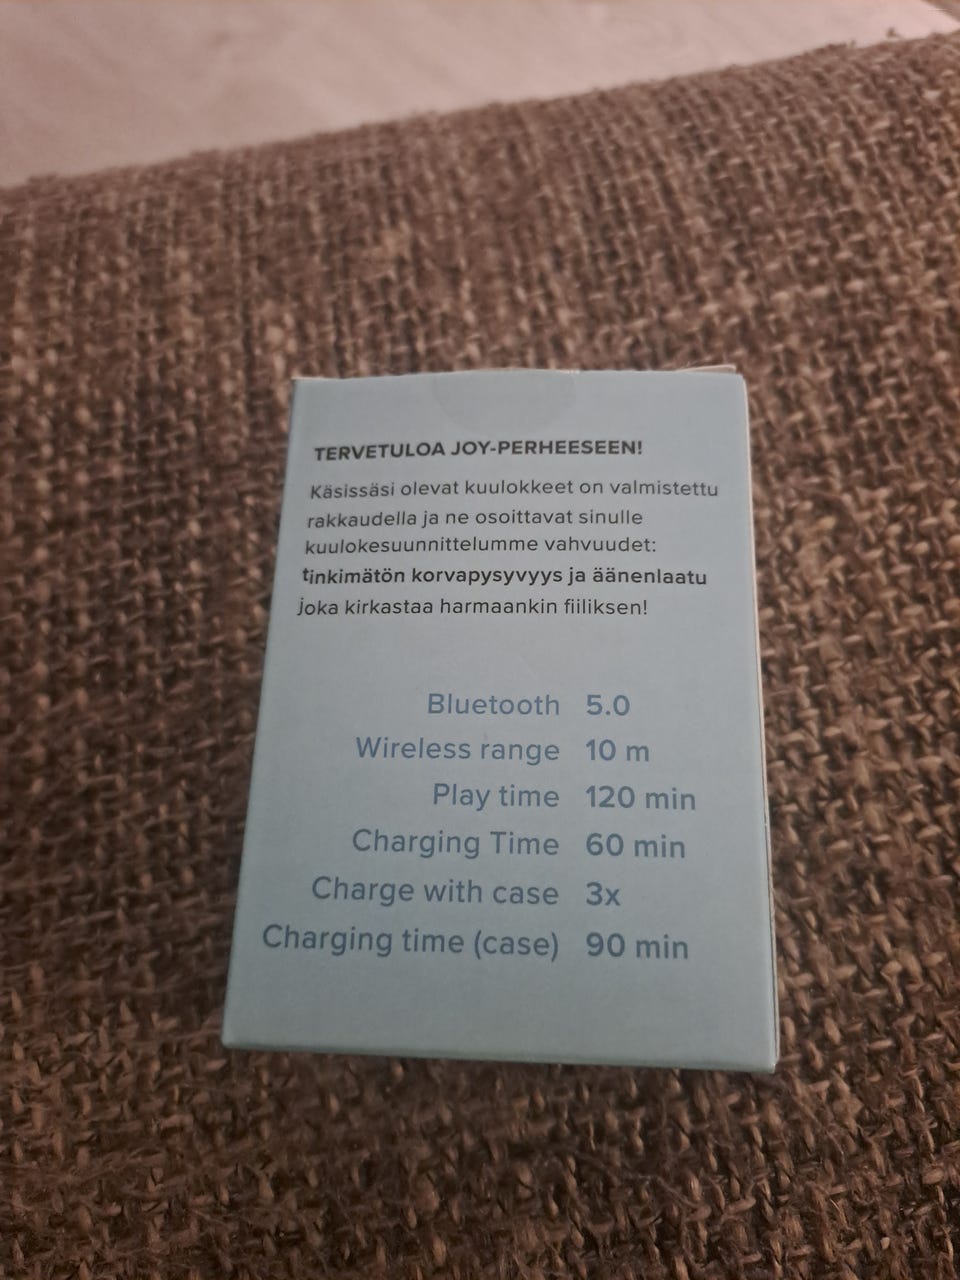 TERVETULOA JOY-PERHEESEEN!
Käsissäsi olevat kuulokkeet on valmistettu
rakkaudella ja ne osoittavat sinulle
kuulokesuunnittelumme vahvuudet:
tinkimätön korvapysyvyys ja äänenlaatu
joka kirkastaa harmaankin fiiliksen!
Bluetooth 5.0
Wireless range 10 m
Play time 120 min
Charging Time 60 min
Charge with case 3x
Charging time (case) 90 min